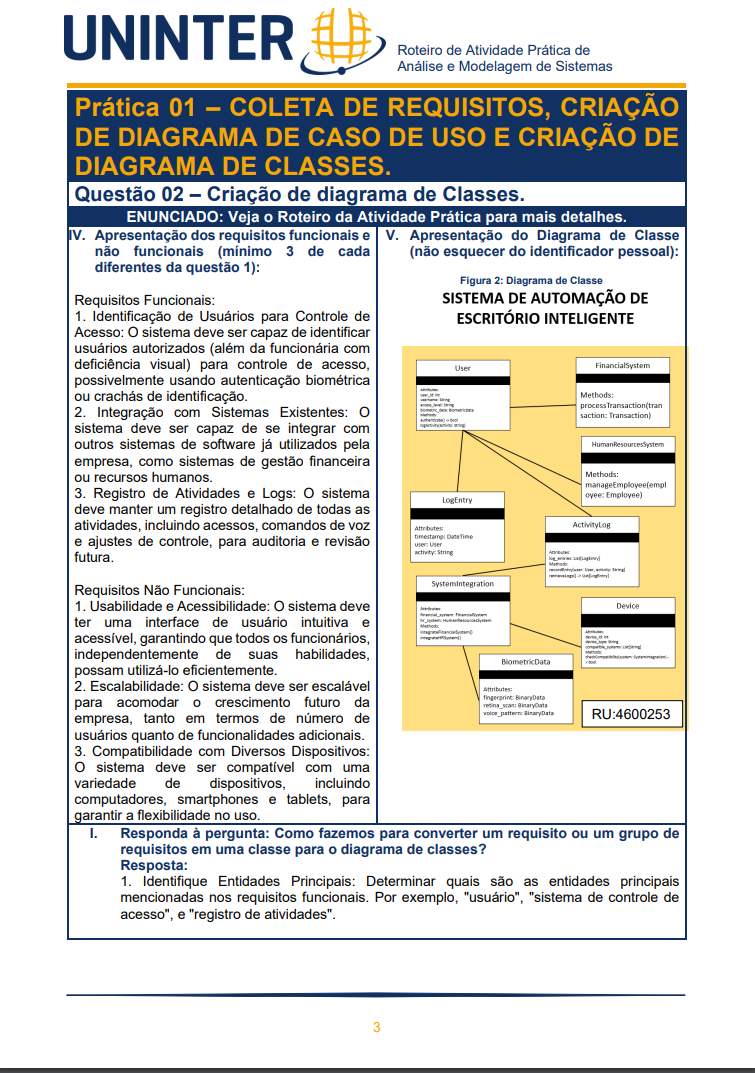 UNINTER
Roteiro de Atividade Prática de
Análise e Modelagem de Sistemas
Prática 01 – COLETA DE REQUISITOS, CRIAÇÃO
DE DIAGRAMA DE CASO DE USO E CRIAÇÃO DE
DIAGRAMA DE CLASSES.
Questão 02 – Criação de diagrama de Classes.
ENUNCIADO: Veja o Roteiro da Atividade Prática para mais detalhes.
IV. Apresentação dos requisitos funcionais e
não funcionais (mínimo 3 de cada
diferentes da questão 1):
Requisitos Funcionais:
1. Identificação de Usuários para Controle de
Acesso: O sistema deve ser capaz de identificar
usuários autorizados (além da funcionária com
deficiência visual) para controle de acesso,
possivelmente usando autenticação biométrica
ou crachás de identificação.
2. Integração com Sistemas Existentes: O
sistema deve ser capaz de se integrar com
outros sistemas de software já utilizados pela
empresa, como sistemas de gestão financeira
ou recursos humanos.
3. Registro de Atividades e Logs: O sistema
deve manter um registro detalhado de todas as
atividades, incluindo acessos, comandos de voz
e ajustes de controle, para auditoria e revisão
futura.
Requisitos Não Funcionais:
1. Usabilidade e Acessibilidade: O sistema deve
ter uma interface de usuário intuitiva e
acessível, garantindo que todos os funcionários,
independentemente de suas habilidades,
possam utilizá-lo eficientemente.
2. Escalabilidade: O sistema deve ser escalável
para acomodar o crescimento futuro da
empresa, tanto em termos de número de
usuários quanto de funcionalidades adicionais.
3. Compatibilidade com Diversos Dispositivos:
O sistema deve ser compatível com uma
variedade de dispositivos, incluindo
computadores, smartphones e tablets, para
garantir a flexibilidade no uso.
V. Apresentação do Diagrama de Classe
(não esquecer do identificador pessoal):
Figura 2: Diagrama de Classe
SISTEMA DE AUTOMAÇÃO DE
ESCRITÓRIO INTELIGENTE
User
Attributes:
user_id: int
username: String
access_level: String
biometric_data: BiometricData
Methods:
authenticate() -> bool
logactivity(activity: String)
FinancialSystem
Methods:
processTransaction(tran
saction: Transaction)
HumanResourcesSystem
Methods:
manageEmployee(empl
oyee: Employee)
LogEntry
Attributes:
timestamp: DateTime
user: User
activity: String
ActivityLog
Attributes:
log_entries: List[LogEntry]
Methods:
recordEntry(user: User, activity: String)
retrieveLogs() -> List[LogEntry]
SystemIntegration
Attributes:
financial_system: FinancialSystem
hr_system: HumanResourcesSystem
Methods:
integrateFinancialSystem()
integrateHRSystem()
Device
Attributes:
device_id: int
device_type: String
compatible_systems: List[String]
Methods:
checkCompatibility(system: SystemIntegration) -
> bool
BiometricData
Attributes:
fingerprint: BinaryData
retina_scan: BinaryData
voice_pattern: BinaryData
RU:4600253
I. Responda à pergunta: Como fazemos para converter um requisito ou um grupo de
requisitos em uma classe para o diagrama de classes?
Resposta:
1. Identifique Entidades Principais: Determinar quais são as entidades principais
mencionadas nos requisitos funcionais. Por exemplo, "usuário", "sistema de controle de
acesso", e "registro de atividades".
3